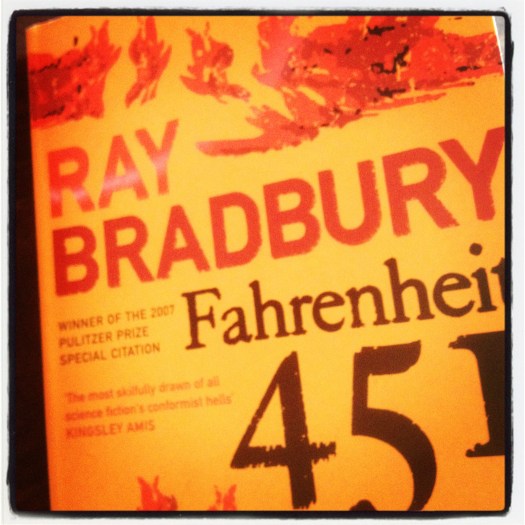 RAY
BRADBURY
Fahrenheit
451
WINNER OF THE 2007
PULITZER PRIZE
SPECIAL CITATION
'The most skilfully drawn of all
science fiction's conformist hells'
KINGSLEY AMIS